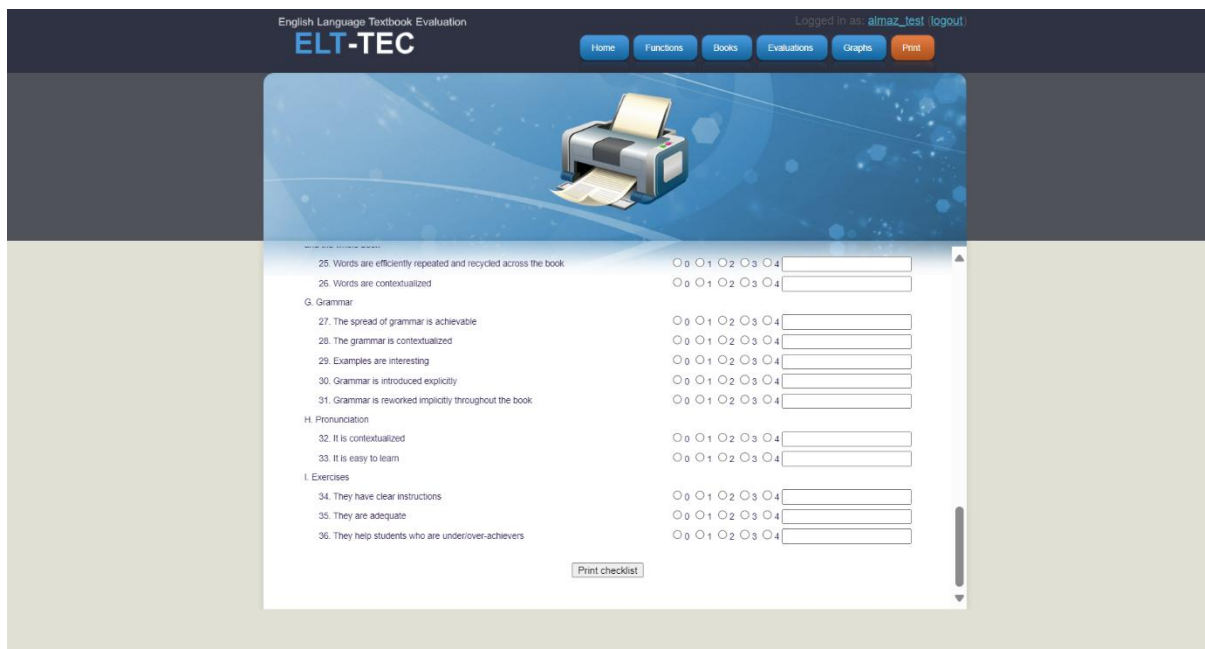 English Language Textbook Evaluation
Logged in as: almaz_test (logout)
ELT-TEC
Home Functions Books Evaluations Graphs Print
and the whole book
25. Words are efficiently repeated and recycled across the book 0 1 2 3 4
26. Words are contextualized 0 1 2 3 4
G. Grammar
27. The spread of grammar is achievable 0 1 2 3 4
28. The grammar is contextualized 0 1 2 3 4
29. Examples are interesting 0 1 2 3 4
30. Grammar is introduced explicitly 0 1 2 3 4
31. Grammar is reworked implicitly throughout the book 0 1 2 3 4
H. Pronunciation
32. It is contextualized 0 1 2 3 4
33. It is easy to learn 0 1 2 3 4
I. Exercises
34. They have clear instructions 0 1 2 3 4
35. They are adequate 0 1 2 3 4
36. They help students who are under/over-achievers 0 1 2 3 4
Print checklist